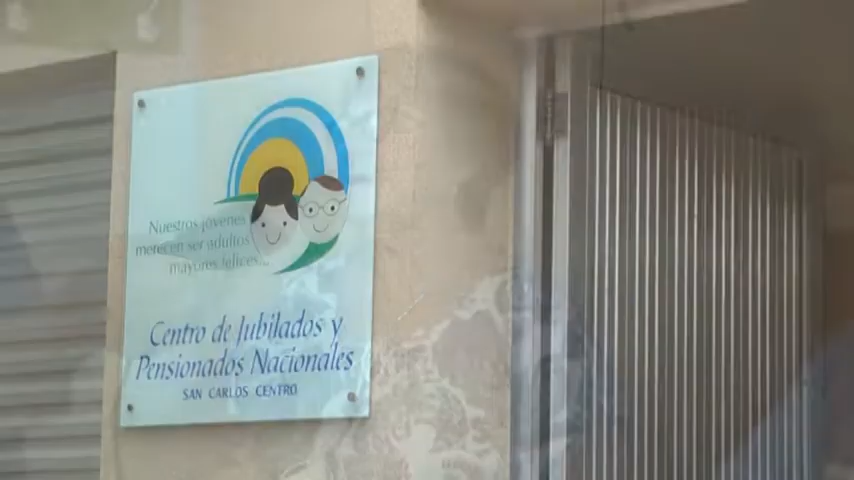 Nuestros jóvenes
merecen ser adultos
mayores felices...
Centro de Jubilados y
Pensionados Nacionales
SAN CARLOS CENTRO